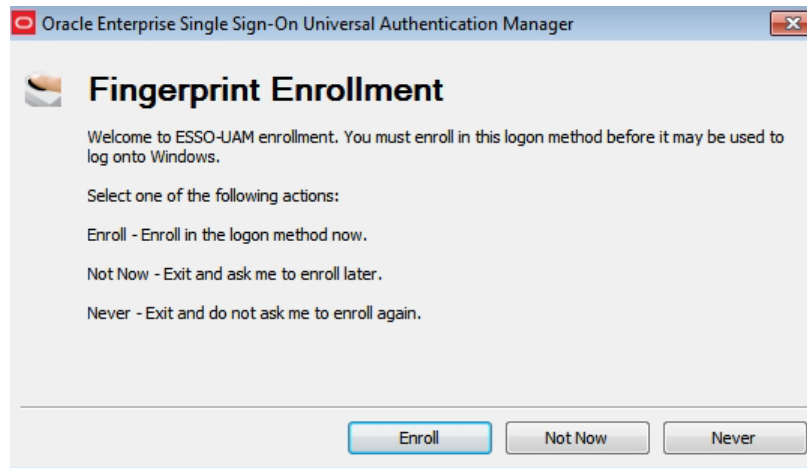 Oracle Enterprise Single Sign-On Universal Authentication Manager
Fingerprint Enrollment
Welcome to ESSO-UAM enrollment. You must enroll in this logon method before it may be used to
log onto Windows.
Select one of the following actions:
Enroll - Enroll in the logon method now.
Not Now - Exit and ask me to enroll later.
Never - Exit and do not ask me to enroll again.
Enroll
Not Now
Never